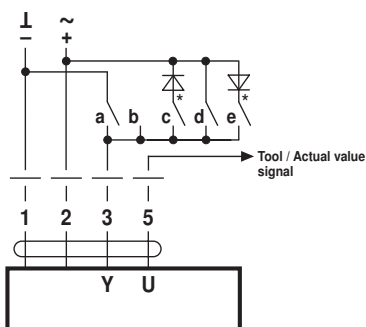 ⊥ ~
− +
a b c * d e *
Tool / Actual value
signal
1 2 3 5
Y U